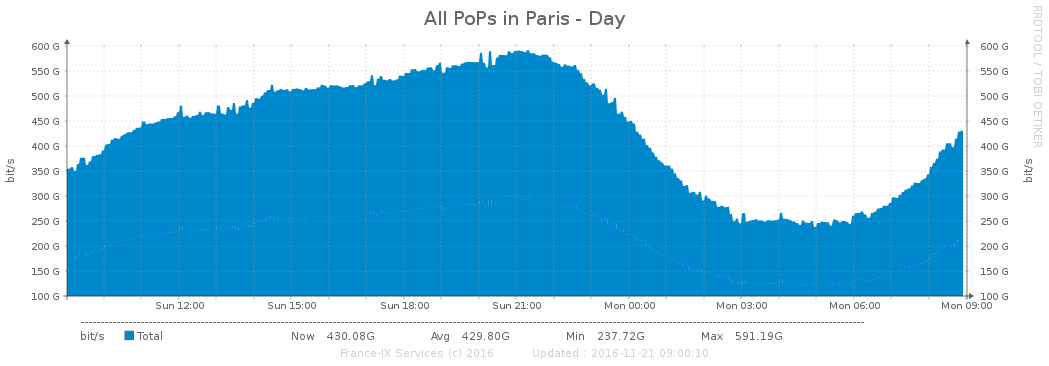 All PoPs in Paris - Day
RRDTOOL / TOBI OETIKER
600 G 600 G
550 G 550 G
500 G 500 G
450 G 450 G
400 G 400 G
350 G 350 G
300 G 300 G
250 G 250 G
200 G 200 G
150 G 150 G
100 G 100 G
bit/s
bit/s
Sun 12:00 Sun 15:00 Sun 18:00 Sun 21:00 Mon 00:00 Mon 03:00 Mon 06:00 Mon 09:00
bit/s Total Now 430.08G Avg 429.80G Min 237.72G Max 591.19G
France-IX Services (c) 2016 Updated : 2016-11-21 09:00:10